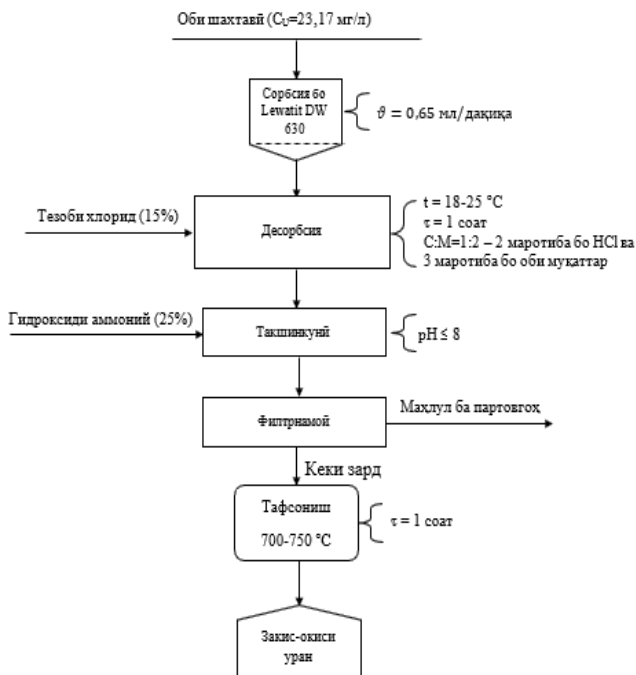 Оби шахтавӣ (CU=23,17 мг/л)
Сорбсия бо
Lewatit DW
630
𝜗 = 0,65 мл/дақиқа
Тезоби хлорид (15%)
Десорбсия
t = 18-25 °C
τ = 1 соат
С:М=1:2 – 2 маротиба бо HCl ва
3 маротиба бо оби муқаттар
Гидроксиди аммоний (25%)
Такшинкунӣ
pH ≤ 8
Филтрнамоӣ
Маҳлул ба партовгоҳ
Кеки зард
Тафсониш
700-750 °C
τ = 1 соат
Закис-окиси
уран